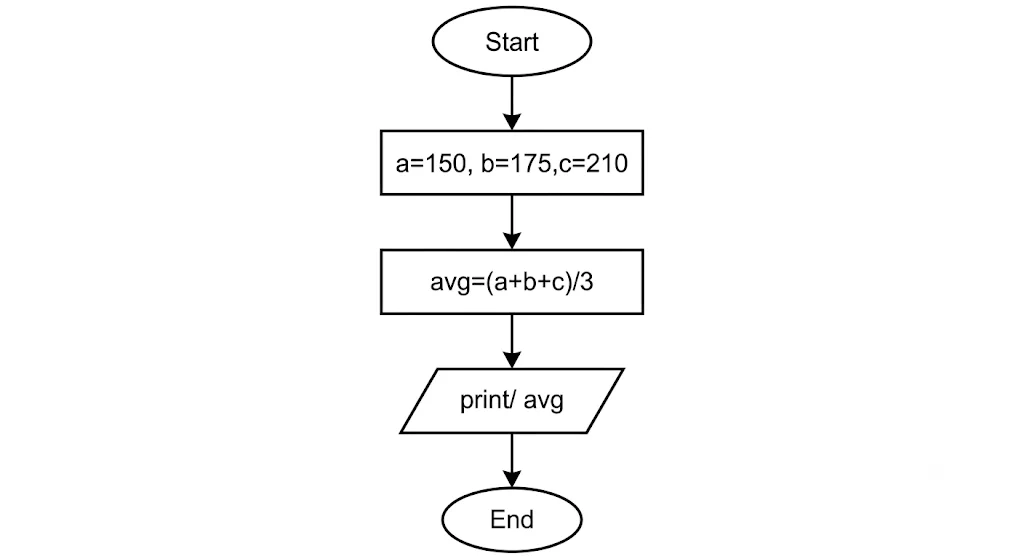 Start
a=150, b=175,c=210
avg=(a+b+c)/3
print/ avg
End